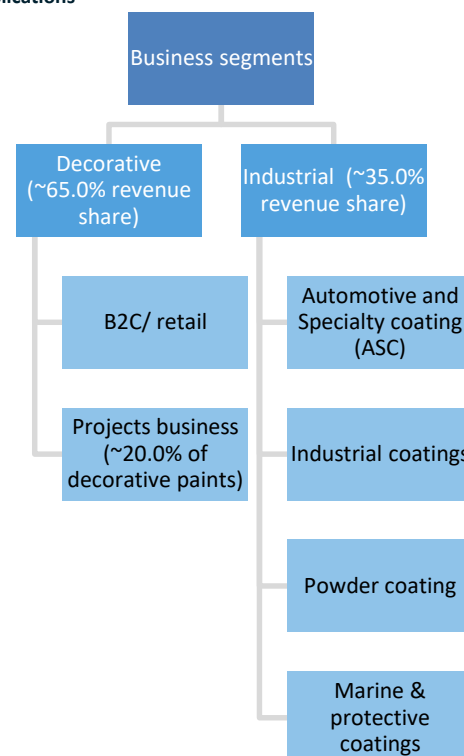 Business segments
Decorative
(~65.0% revenue
share)
Industrial (~35.0%
revenue share)
B2C/ retail
Projects business
(~20.0% of
decorative paints)
Automotive and
Specialty coating
(ASC)
Industrial coatings
Powder coating
Marine &
protective
coatings